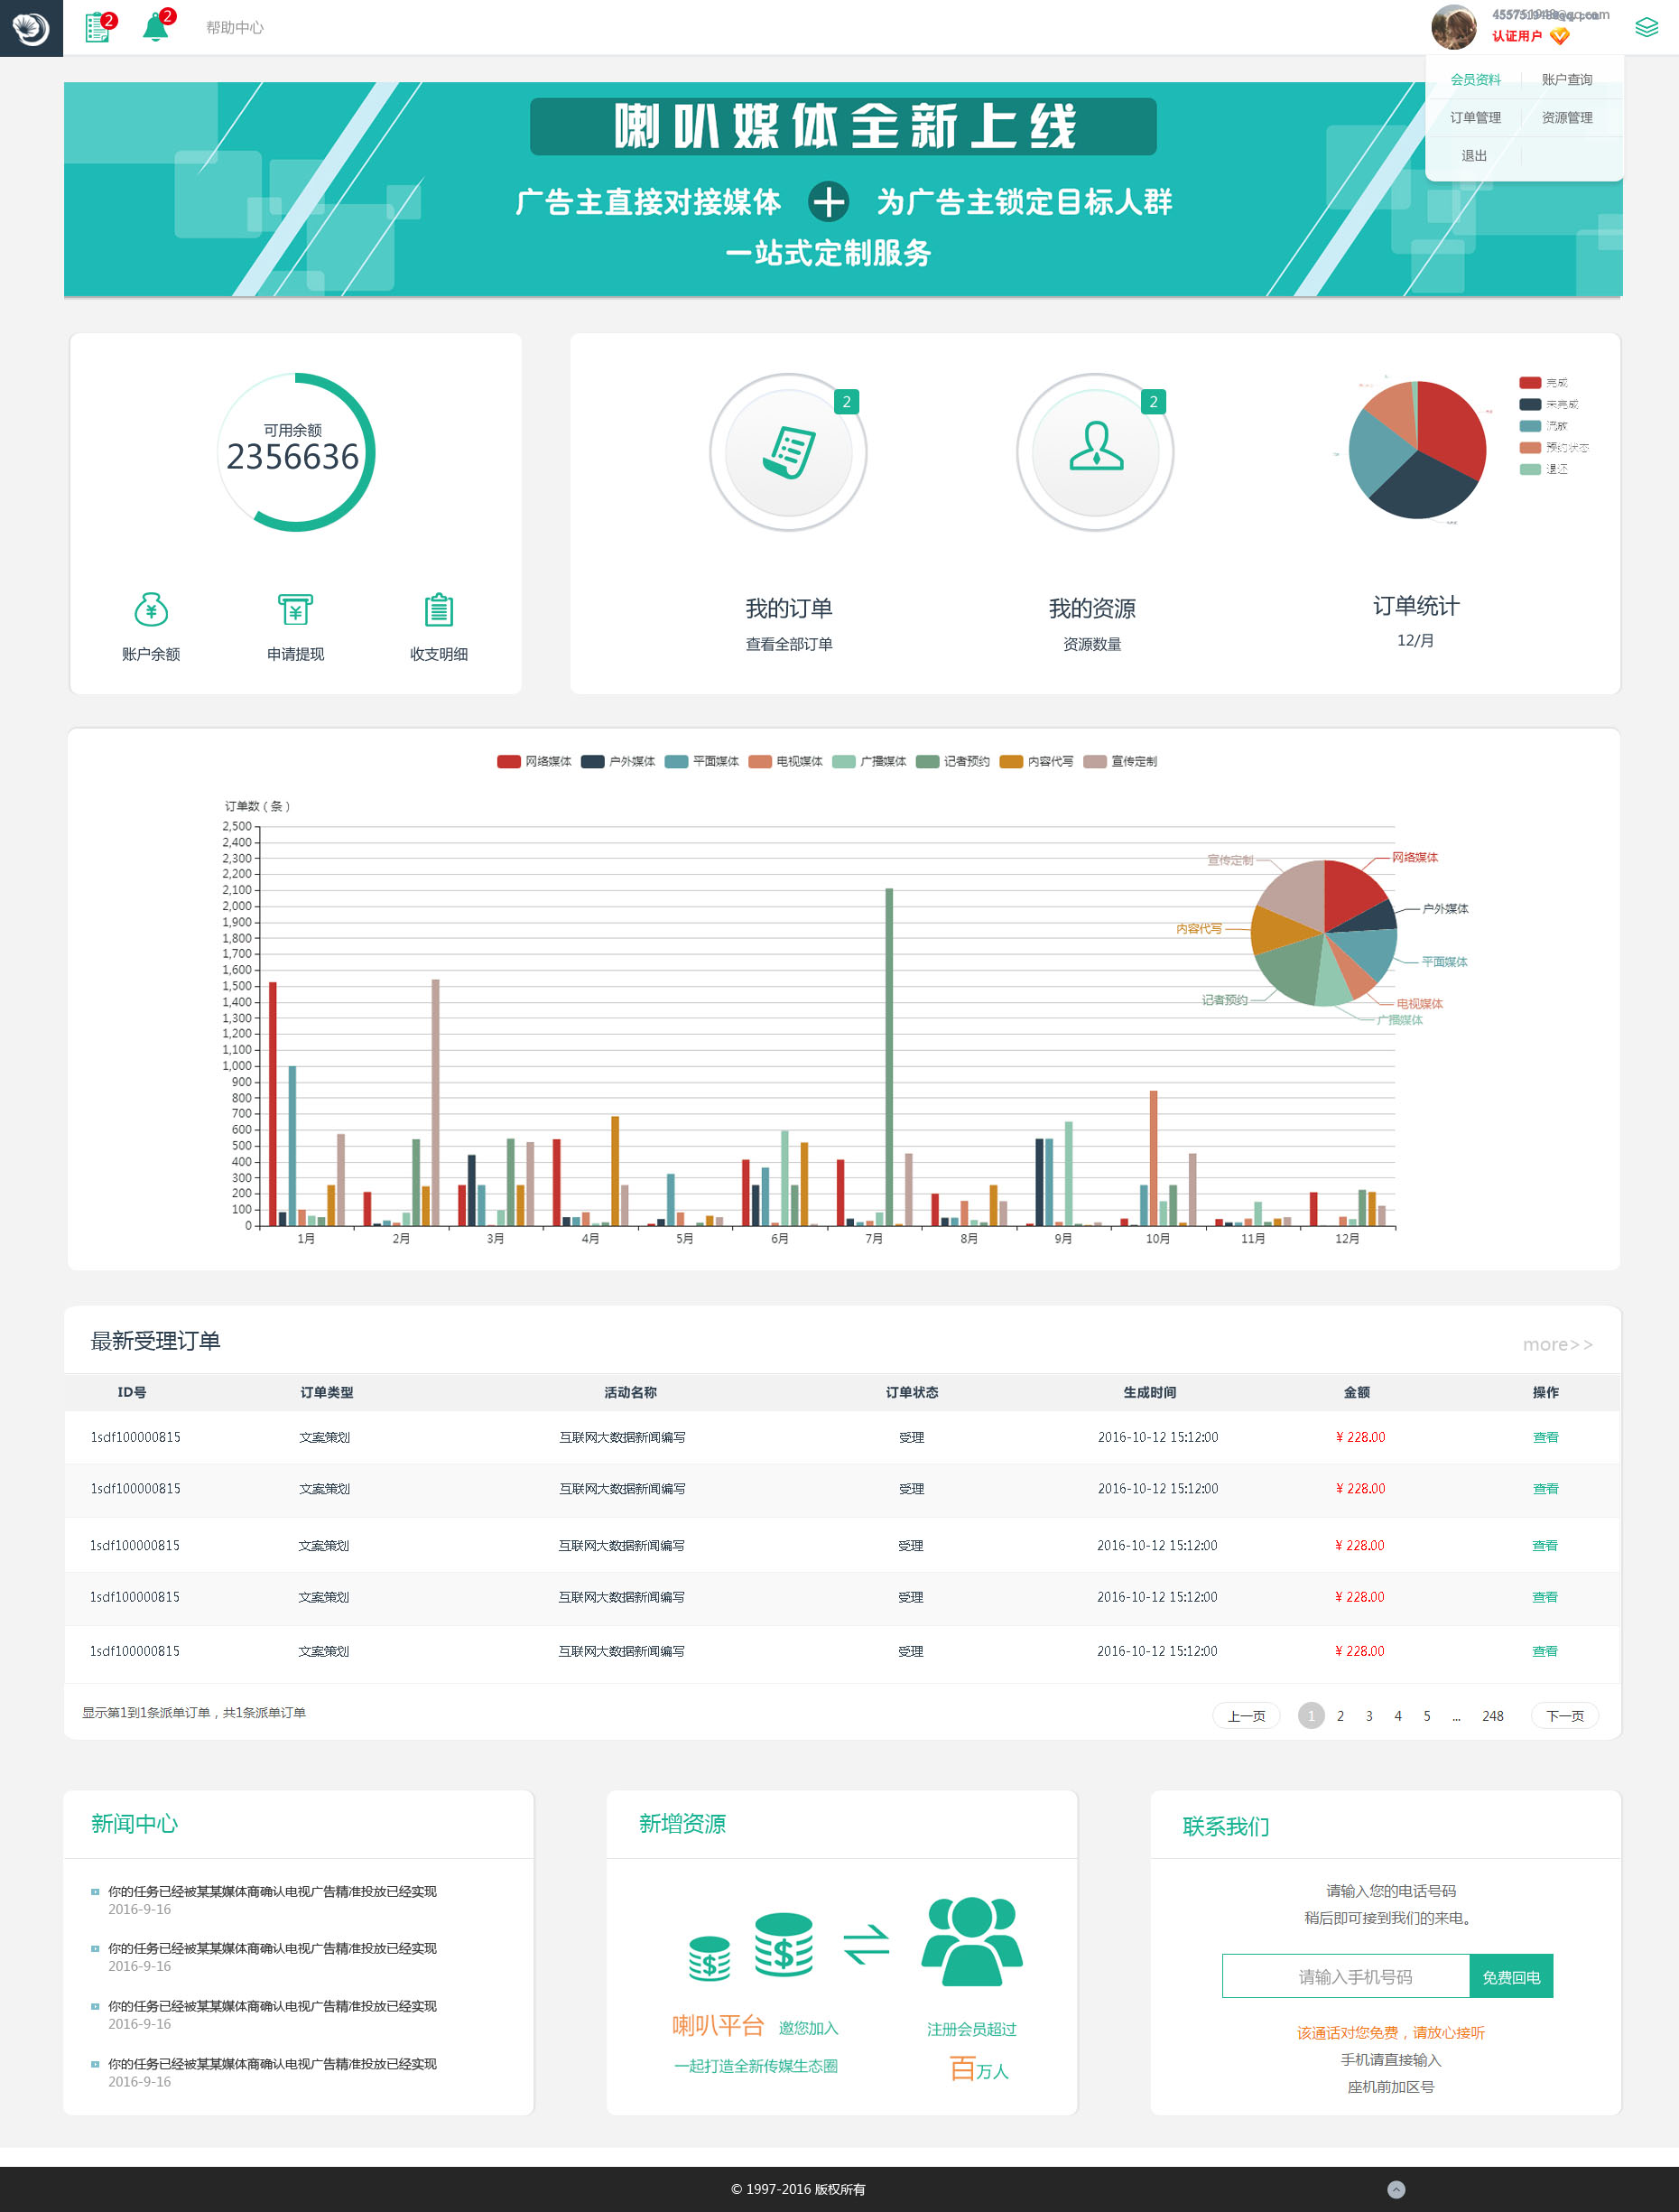 2
2
帮助中心
认证用户
会员资料 账户查询
订单管理 资源管理
退出
喇叭媒体全新上线
广告主直接对接媒体 + 为广告主锁定目标人群
一站式定制服务
可用余额
2356636
账户余额 申请提现 收支明细
2
我的订单
查看全部订单
2
我的资源
资源数量
完成
未完成
流放
预约状态
退还
订单统计
12/月
网络媒体 户外媒体 平面媒体 电视媒体 广播媒体 记者预约 内容代写 宣传定制
订单数（条）
2,500
2,400
2,300
2,200
2,100
2,000
1,900
1,800
1,700
1,600
1,500
1,400
1,300
1,200
1,100
1,000
900
800
700
600
500
400
300
200
100
0
1月 2月 3月 4月 5月 6月 7月 8月 9月 10月 11月 12月
网络媒体
户外媒体
平面媒体
电视媒体
广播媒体
记者预约
内容代写
宣传定制
最新受理订单 more>>
ID号 订单类型 活动名称 订单状态 生成时间 金额 操作
1sdf100000815 文案策划 互联网大数据新闻编写 受理 2016-10-12 15:12:00 ¥ 228.00 查看
1sdf100000815 文案策划 互联网大数据新闻编写 受理 2016-10-12 15:12:00 ¥ 228.00 查看
1sdf100000815 文案策划 互联网大数据新闻编写 受理 2016-10-12 15:12:00 ¥ 228.00 查看
1sdf100000815 文案策划 互联网大数据新闻编写 受理 2016-10-12 15:12:00 ¥ 228.00 查看
1sdf100000815 文案策划 互联网大数据新闻编写 受理 2016-10-12 15:12:00 ¥ 228.00 查看
显示第1到1条派单订单，共1条派单订单 上一页 1 2 3 4 5 ... 248 下一页
新闻中心
你的任务已经被某某媒体商确认电视广告精准投放已经实现
2016-9-16
你的任务已经被某某媒体商确认电视广告精准投放已经实现
2016-9-16
你的任务已经被某某媒体商确认电视广告精准投放已经实现
2016-9-16
你的任务已经被某某媒体商确认电视广告精准投放已经实现
2016-9-16
新增资源
喇叭平台 邀您加入
一起打造全新传媒生态圈
注册会员超过
百万人
联系我们
请输入您的电话号码
稍后即可接到我们的来电。
请输入手机号码 免费回电
该通话对您免费，请放心接听
手机请直接输入
座机前加区号
© 1997-2016 版权所有